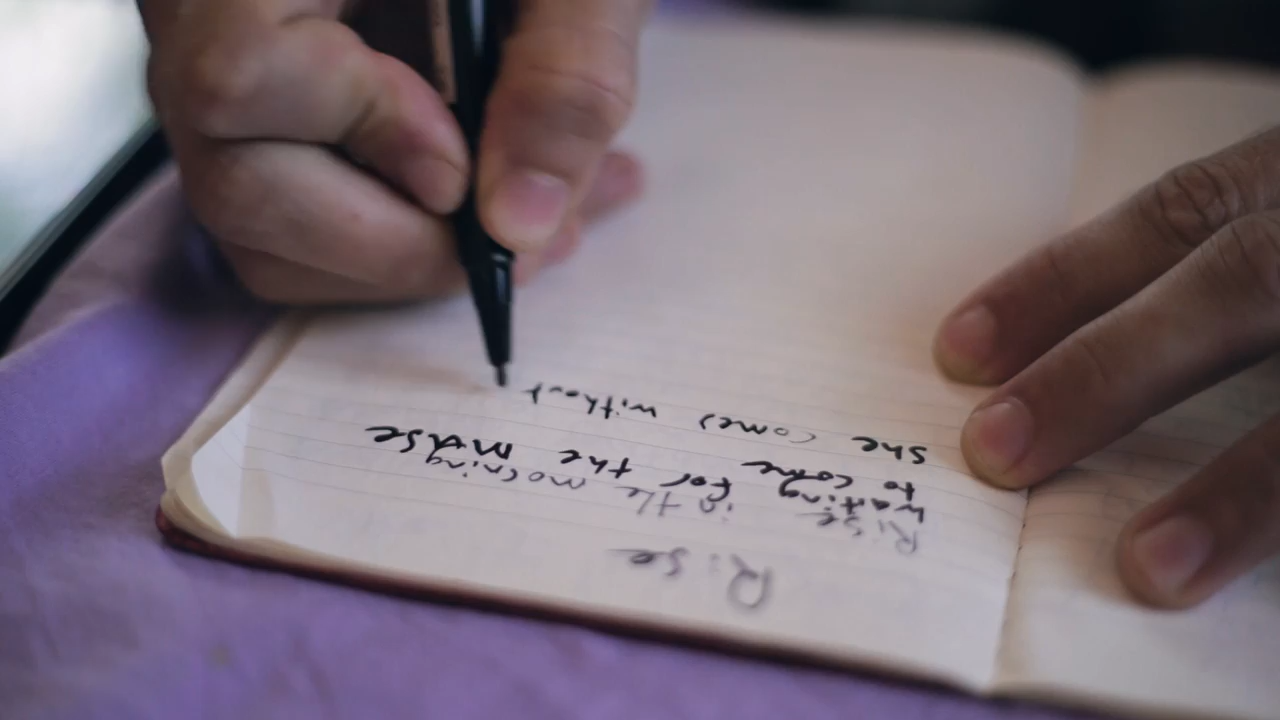 Rise
Rise in the morning
waiting for the muse
to come
she comes without